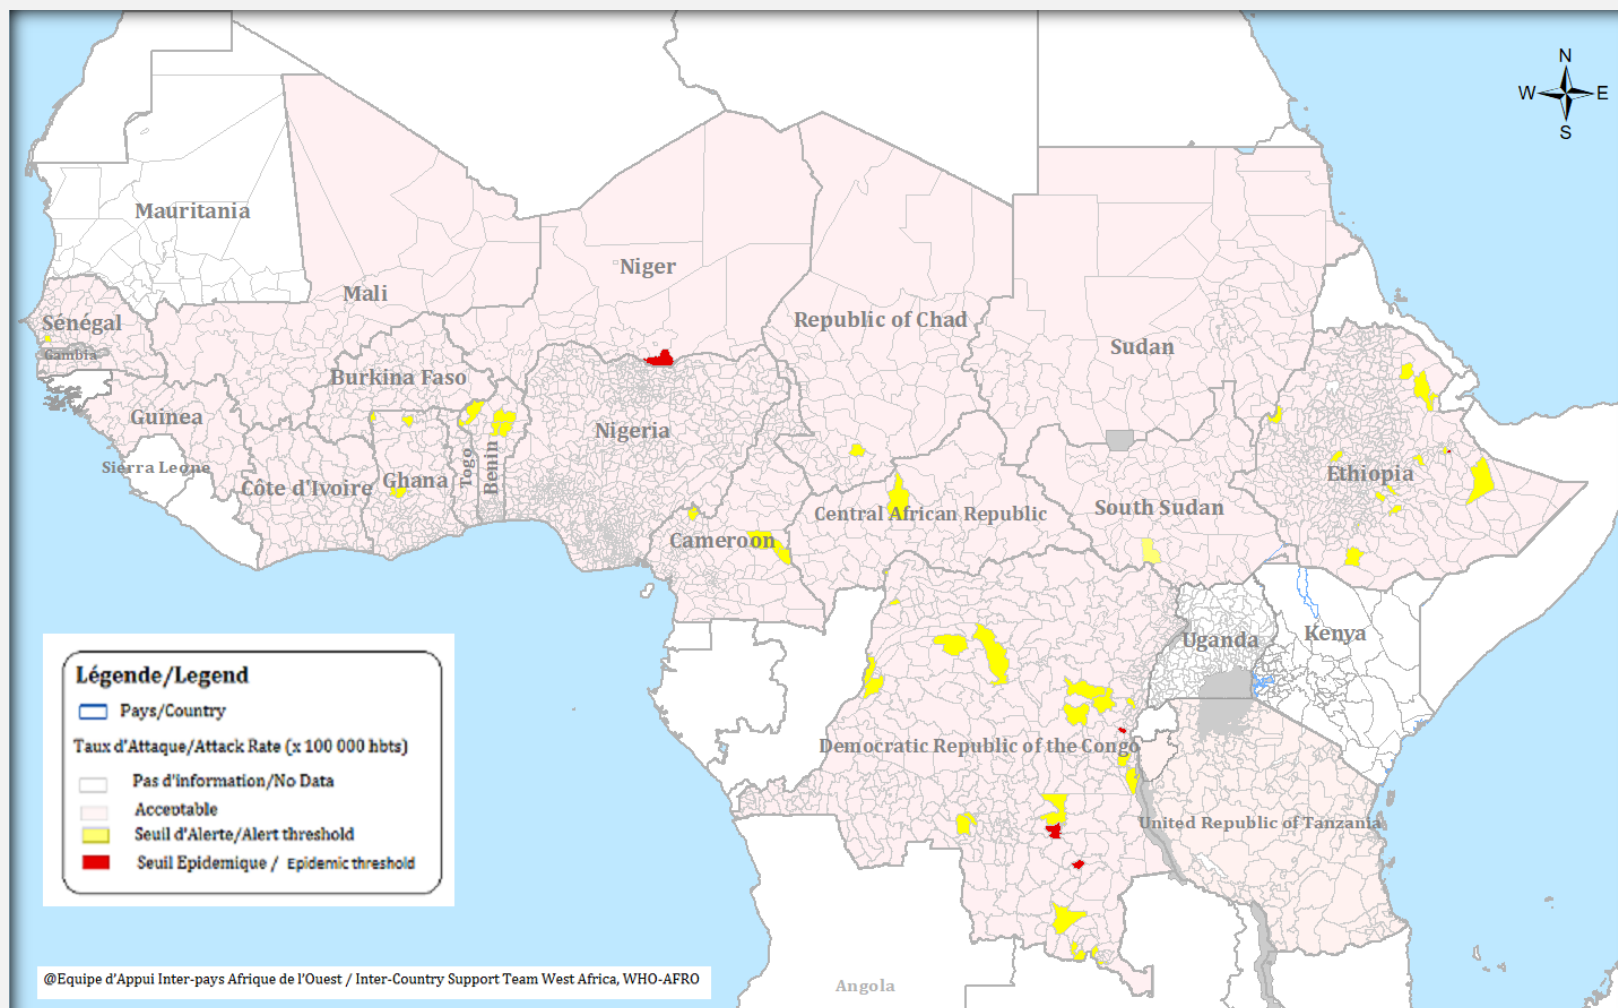 N
W E
S
Mauritania
Niger
Mali
Republic of Chad
Sénégal
Sudan
Gambia
Burkina Faso
Guinea
Nigeria
Sierra Leone
Togo
Benin
Ghana
Côte d'Ivoire
Ethiopia
South Sudan
Central African Republic
Cameroon
Uganda
Kenya
Democratic Republic of the Congo
United Republic of Tanzania
Angola
Légende/Legend
Pays/Country
Taux d'Attaque/Attack Rate (x 100 000 hbts)
Pas d'information/No Data
Acceptable
Seuil d'Alerte/Alert threshold
Seuil Epidemique / Epidemic threshold
@Equipe d'Appui Inter-pays Afrique de l'Ouest / Inter-Country Support Team West Africa, WHO-AFRO